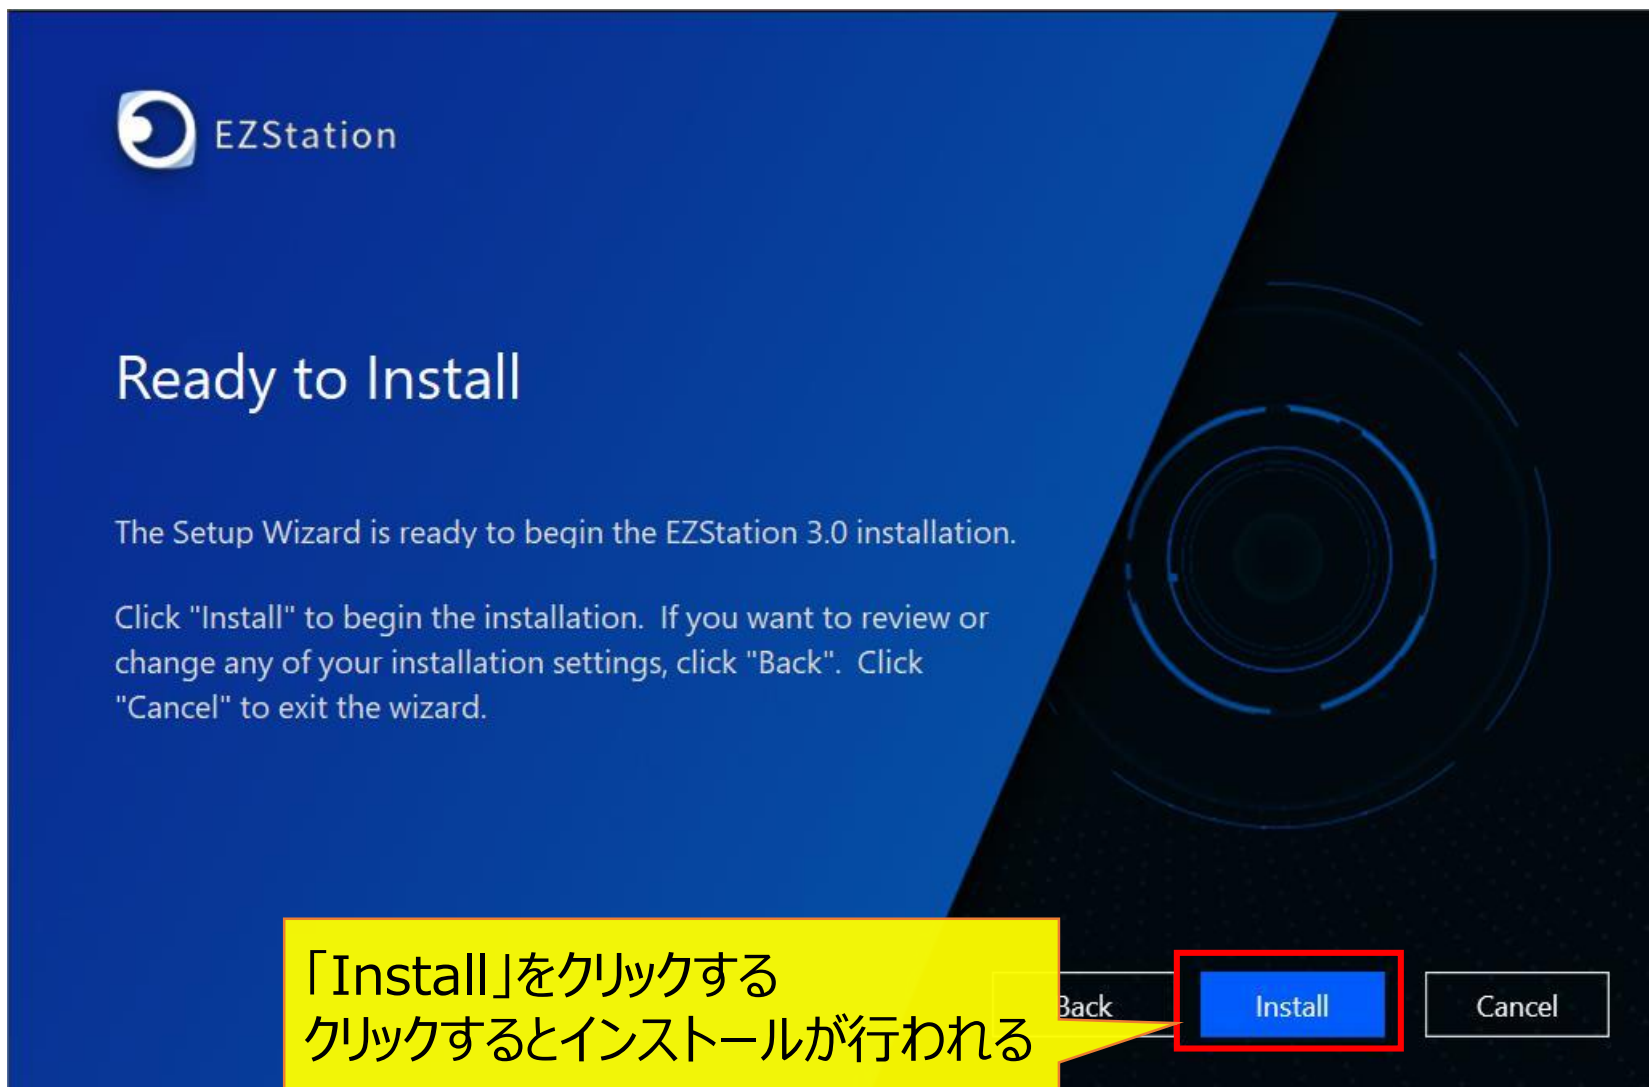 EZStation
Ready to Install
The Setup Wizard is ready to begin the EZStation 3.0 installation.
Click "Install" to begin the installation.  If you want to review or
change any of your installation settings, click "Back".  Click
"Cancel" to exit the wizard.
「Install」をクリックする
クリックするとインストールが行われる
Back
Install
Cancel